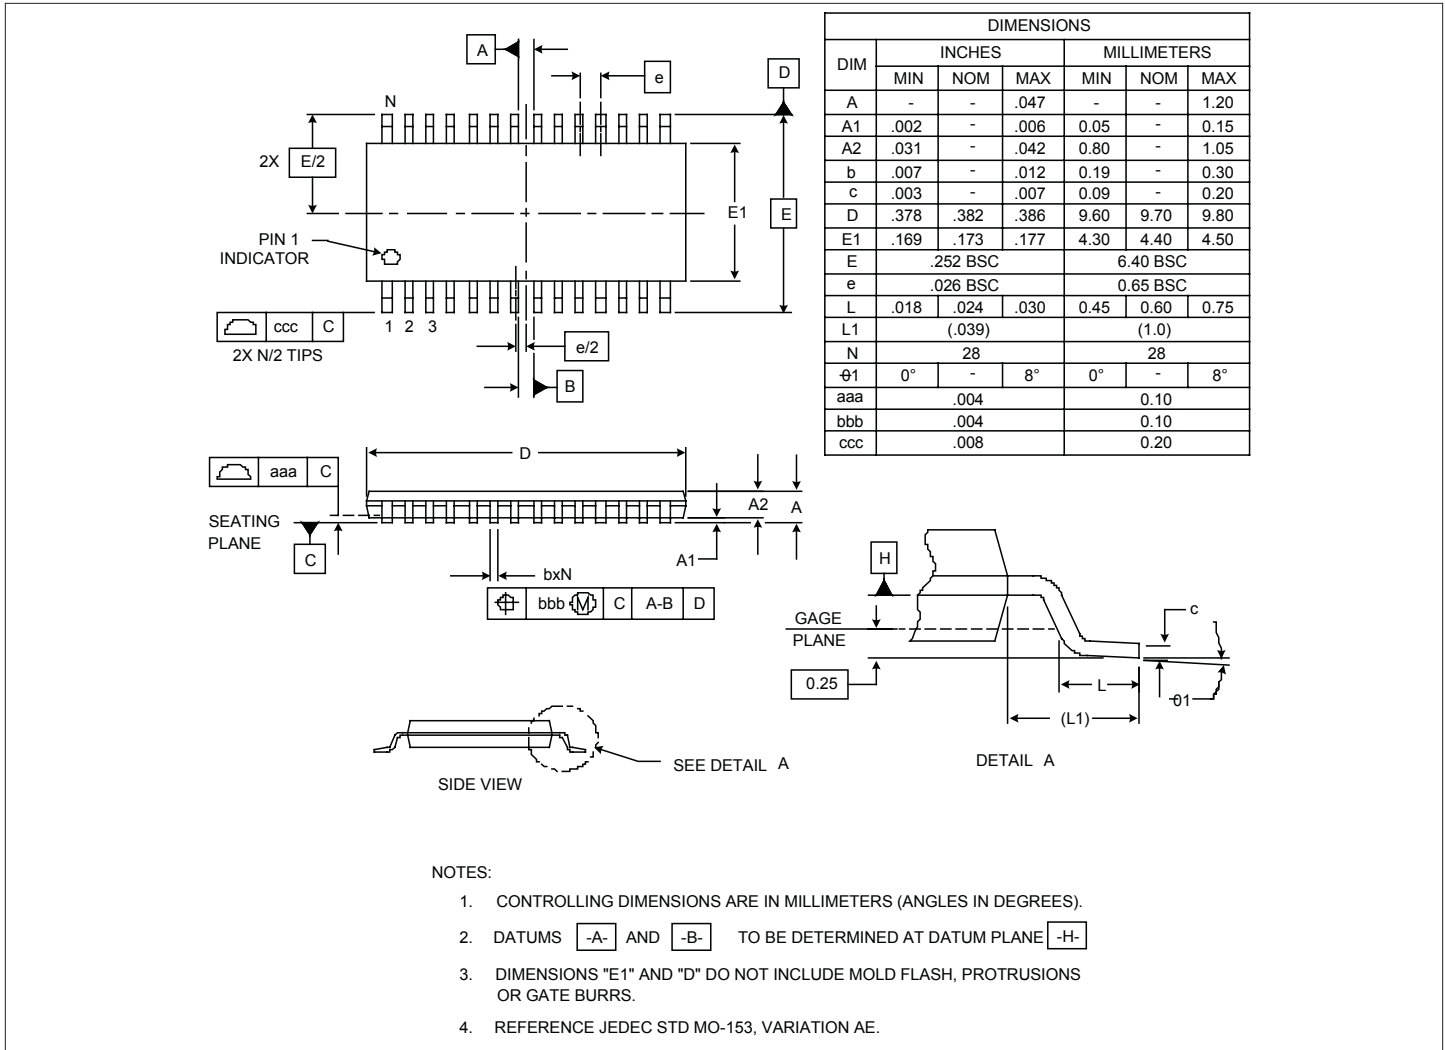 A
e
D
N
2X E/2
E1 E
PIN 1
INDICATOR
ccc C
1 2 3
2X N/2 TIPS
e/2
B
DIMENSIONS
DIM INCHES MILLIMETERS
MIN NOM MAX MIN NOM MAX
A - - .047 - - 1.20
A1 .002 - .006 0.05 - 0.15
A2 .031 - .042 0.80 - 1.05
b .007 - .012 0.19 - 0.30
c .003 - .007 0.09 - 0.20
D .378 .382 .386 9.60 9.70 9.80
E1 .169 .173 .177 4.30 4.40 4.50
E .252 BSC 6.40 BSC
e .026 BSC 0.65 BSC
L .018 .024 .030 0.45 0.60 0.75
L1 (.039) (1.0)
N 28 28
θ1 0° - 8° 0° - 8°
aaa .004 0.10
bbb .004 0.10
ccc .008 0.20
D
aaa C
A2 A
SEATING
PLANE
C
A1
bxN
bbb M C A-B D
H
GAGE
PLANE
c
0.25
L
θ1
(L1)
DETAIL A
SEE DETAIL A
SIDE VIEW
NOTES:
1. CONTROLLING DIMENSIONS ARE IN MILLIMETERS (ANGLES IN DEGREES).
2. DATUMS -A- AND -B- TO BE DETERMINED AT DATUM PLANE -H-
3. DIMENSIONS "E1" AND "D" DO NOT INCLUDE MOLD FLASH, PROTRUSIONS
OR GATE BURRS.
4. REFERENCE JEDEC STD MO-153, VARIATION AE.